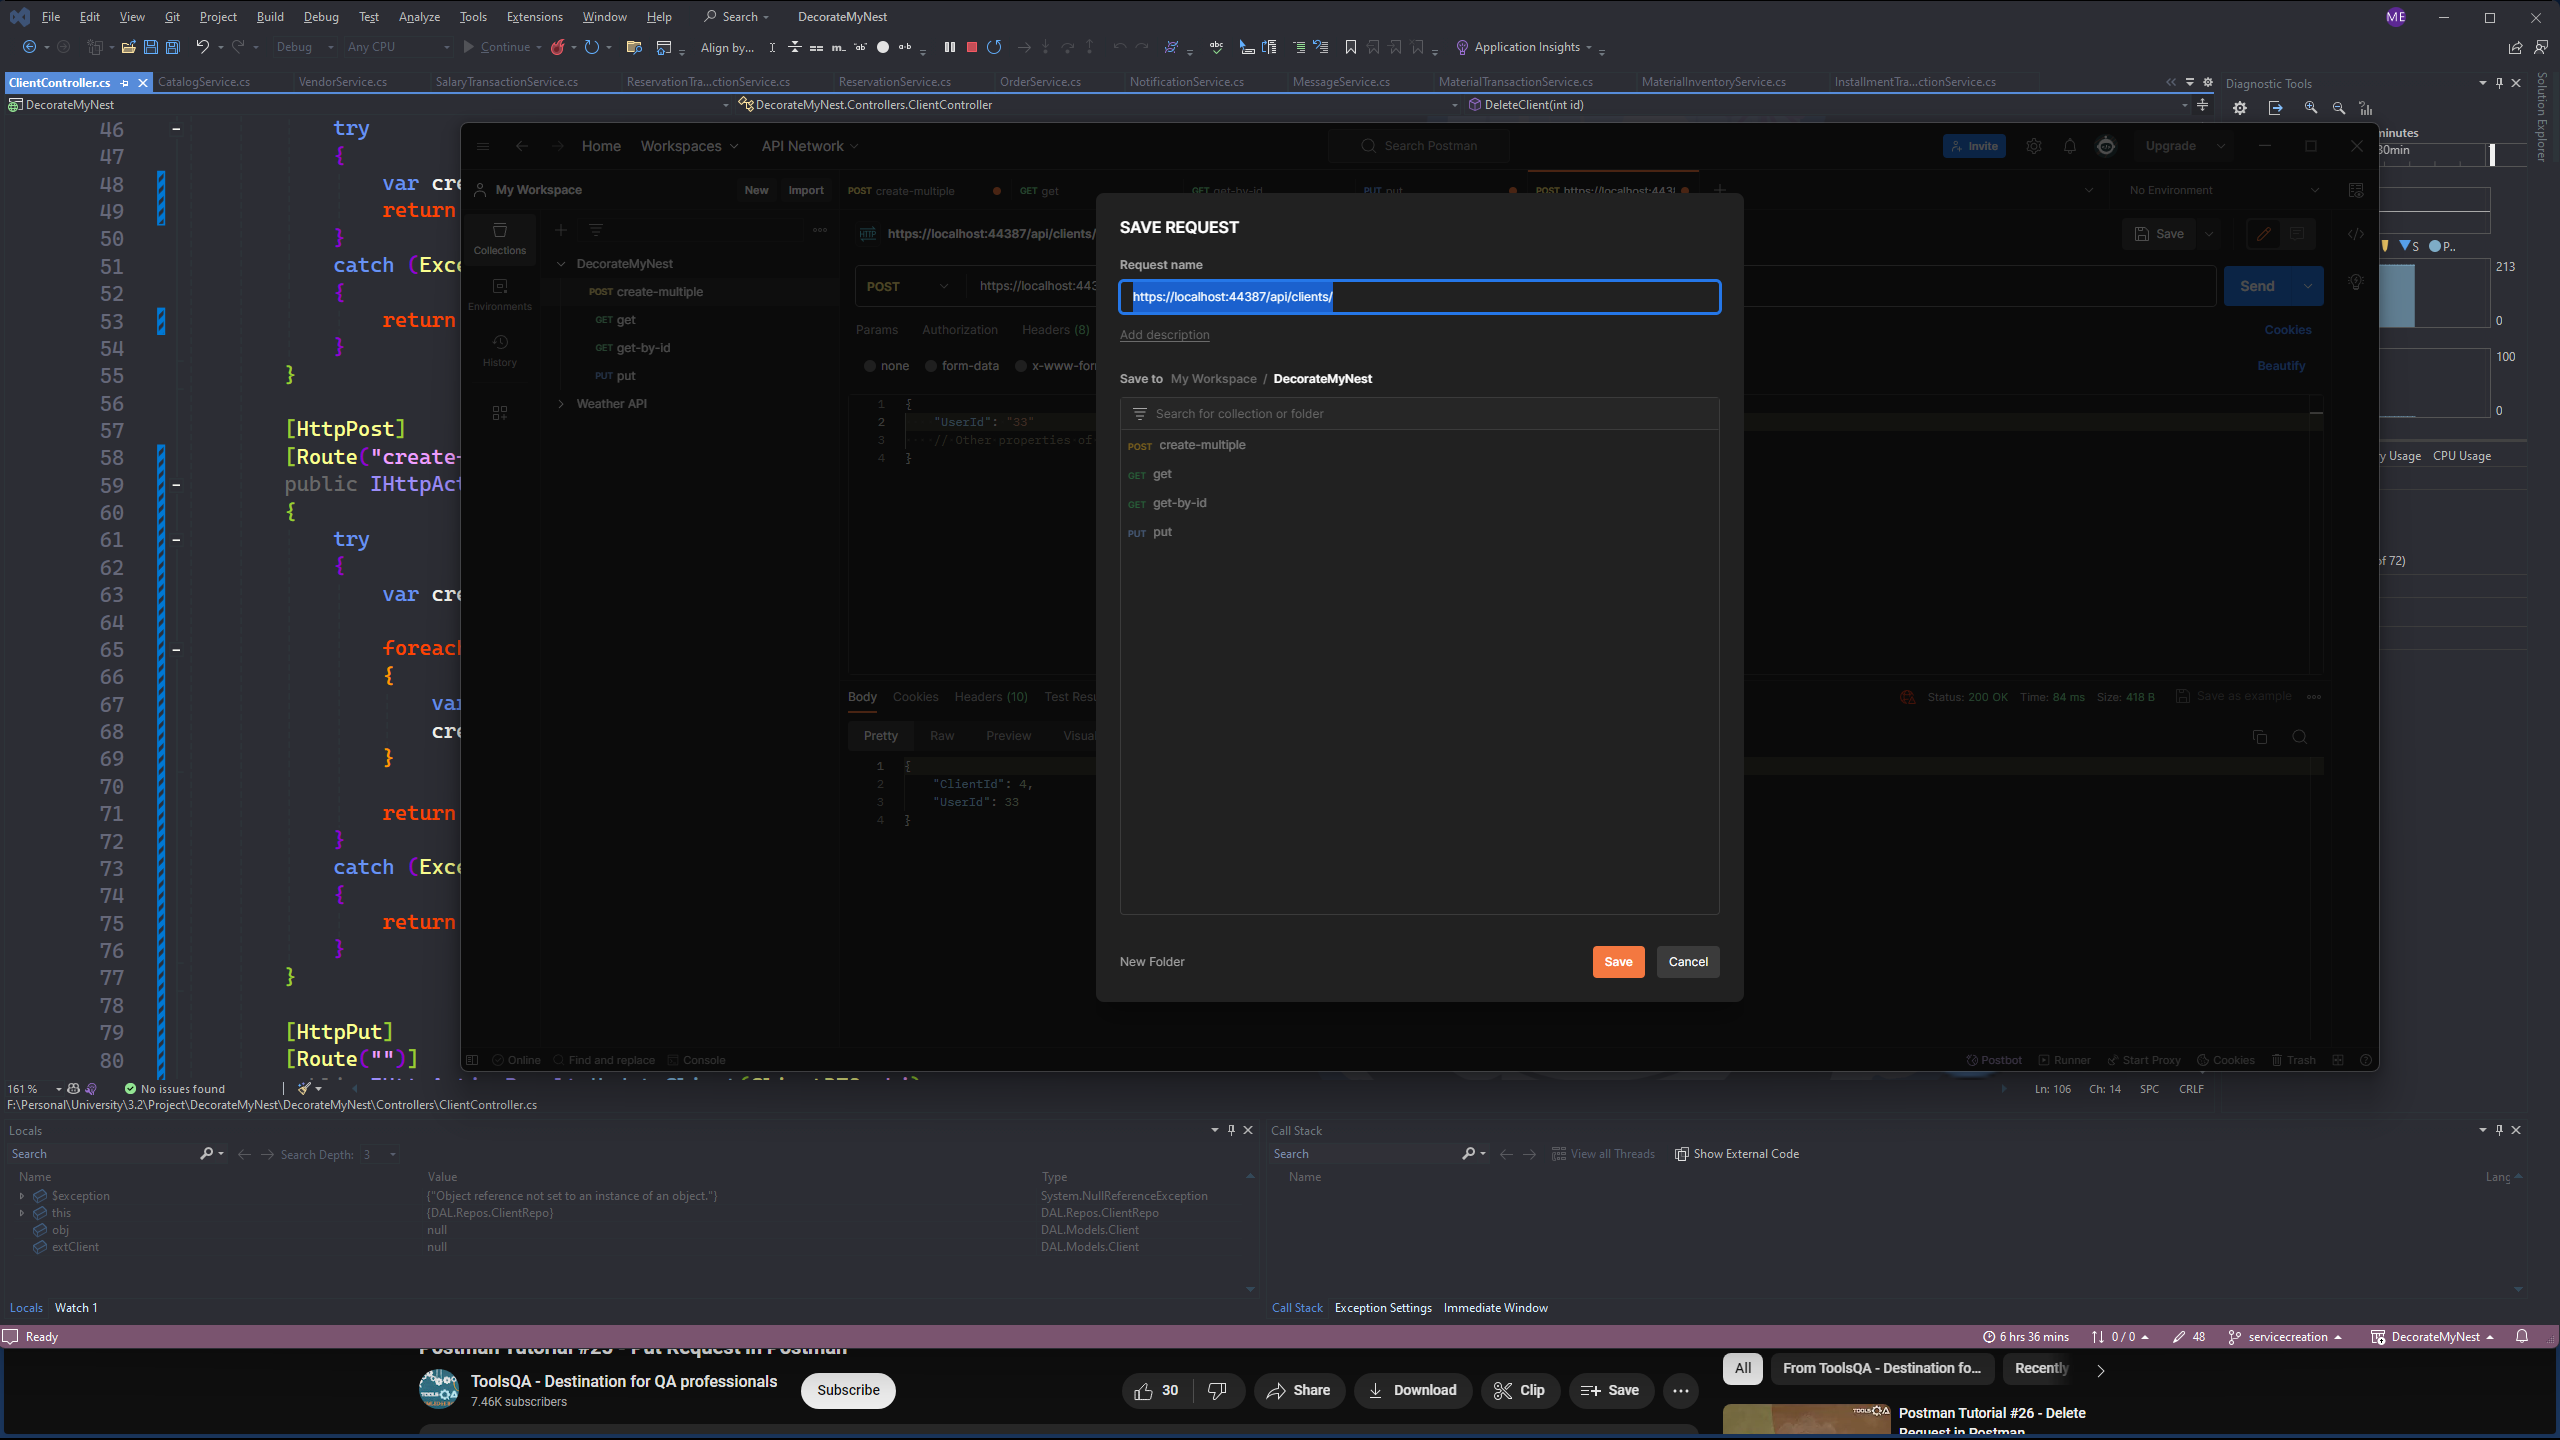 File Edit View Git Project Build Debug Test Analyze Tools Extensions Window Help Search DecorateMyNest ME
Debug Any CPU Continue Align by... Application Insights
ClientController.cs CatalogService.cs VendorService.cs SalaryTransactionService.cs ReservationTra...ctionService.cs ReservationService.cs OrderService.cs NotificationService.cs MessageService.cs MaterialTransactionService.cs MaterialInventoryService.cs InstallmentTra...ctionService.cs Diagnostic Tools
DecorateMyNest DecorateMyNest.Controllers.ClientController DeleteClient(int id)
Solution Explorer
46 try
47 {
48 var cre
49 return
50 }
51 catch (Exce
52 {
53 return
54 }
55 }
56
57 [HttpPost]
58 [Route("create-
59 public IHttpAct
60 {
61 try
62 {
63 var cre
64
65 foreach
66 {
67 var
68 cre
69 }
70
71 return
72 }
73 catch (Exce
74 {
75 return
76 }
77 }
78
79 [HttpPut]
80 [Route("")]
Home Workspaces API Network Search Postman Invite Upgrade
My Workspace New Import POST create-multiple GET get GET get-by-id PUT put POST https://localhost:443 No Environment
Collections
Environments
History
DecorateMyNest
POST create-multiple
GET get
GET get-by-id
PUT put
Weather API
https://localhost:44387/api/clients/ Save
POST https://localhost:443 Send
Params Authorization Headers (8) Cookies
none form-data x-www-form Beautify
1 {
2 "UserId": "33"
3 // Other properties of
4 }
Body Cookies Headers (10) Test Resu Status: 200 OK Time: 84 ms Size: 418 B Save as example
Pretty Raw Preview Visual
1 {
2 "ClientId": 4,
3 "UserId": 33
4 }
Online Find and replace Console Postbot Runner Start Proxy Cookies Trash
SAVE REQUEST
Request name
https://localhost:44387/api/clients/
Add description
Save to My Workspace / DecorateMyNest
Search for collection or folder
POST create-multiple
GET get
GET get-by-id
PUT put
New Folder Save Cancel
minutes
30min
S P..
213
0
100
0
ry Usage CPU Usage
of 72)
161 % No issues found Ln: 106 Ch: 14 SPC CRLF
F:\Personal\University\3.2\Project\DecorateMyNest\DecorateMyNest\Controllers\ClientController.cs
Locals
Search Search Depth: 3
Name Value Type
$exception {"Object reference not set to an instance of an object."} System.NullReferenceException
this {DAL.Repos.ClientRepo} DAL.Repos.ClientRepo
obj null DAL.Models.Client
extClient null DAL.Models.Client
Locals Watch 1
Call Stack
Search View all Threads Show External Code
Name Lang
Call Stack Exception Settings Immediate Window
Ready 6 hrs 36 mins 0 / 0 48 servicecreation DecorateMyNest
Postman Tutorial #25 - Put Request in Postman
ToolsQA - Destination for QA professionals
7.46K subscribers
Subscribe 30 Share Download Clip Save
All From ToolsQA - Destination fo... Recently
TOOLSQA
Postman Tutorial #26 - Delete
Request in Postman